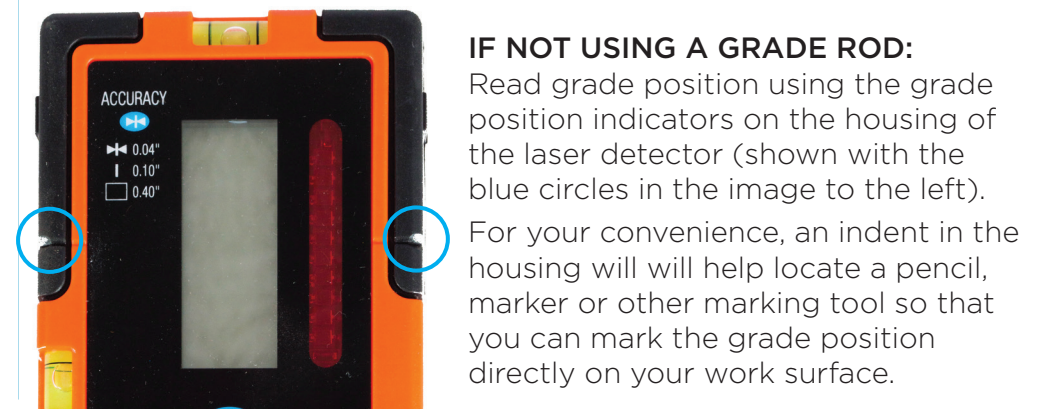 ACCURACY
0.04"
0.10"
0.40"
IF NOT USING A GRADE ROD:
Read grade position using the grade
position indicators on the housing of
the laser detector (shown with the
blue circles in the image to the left).
For your convenience, an indent in the
housing will will help locate a pencil,
marker or other marking tool so that
you can mark the grade position
directly on your work surface.